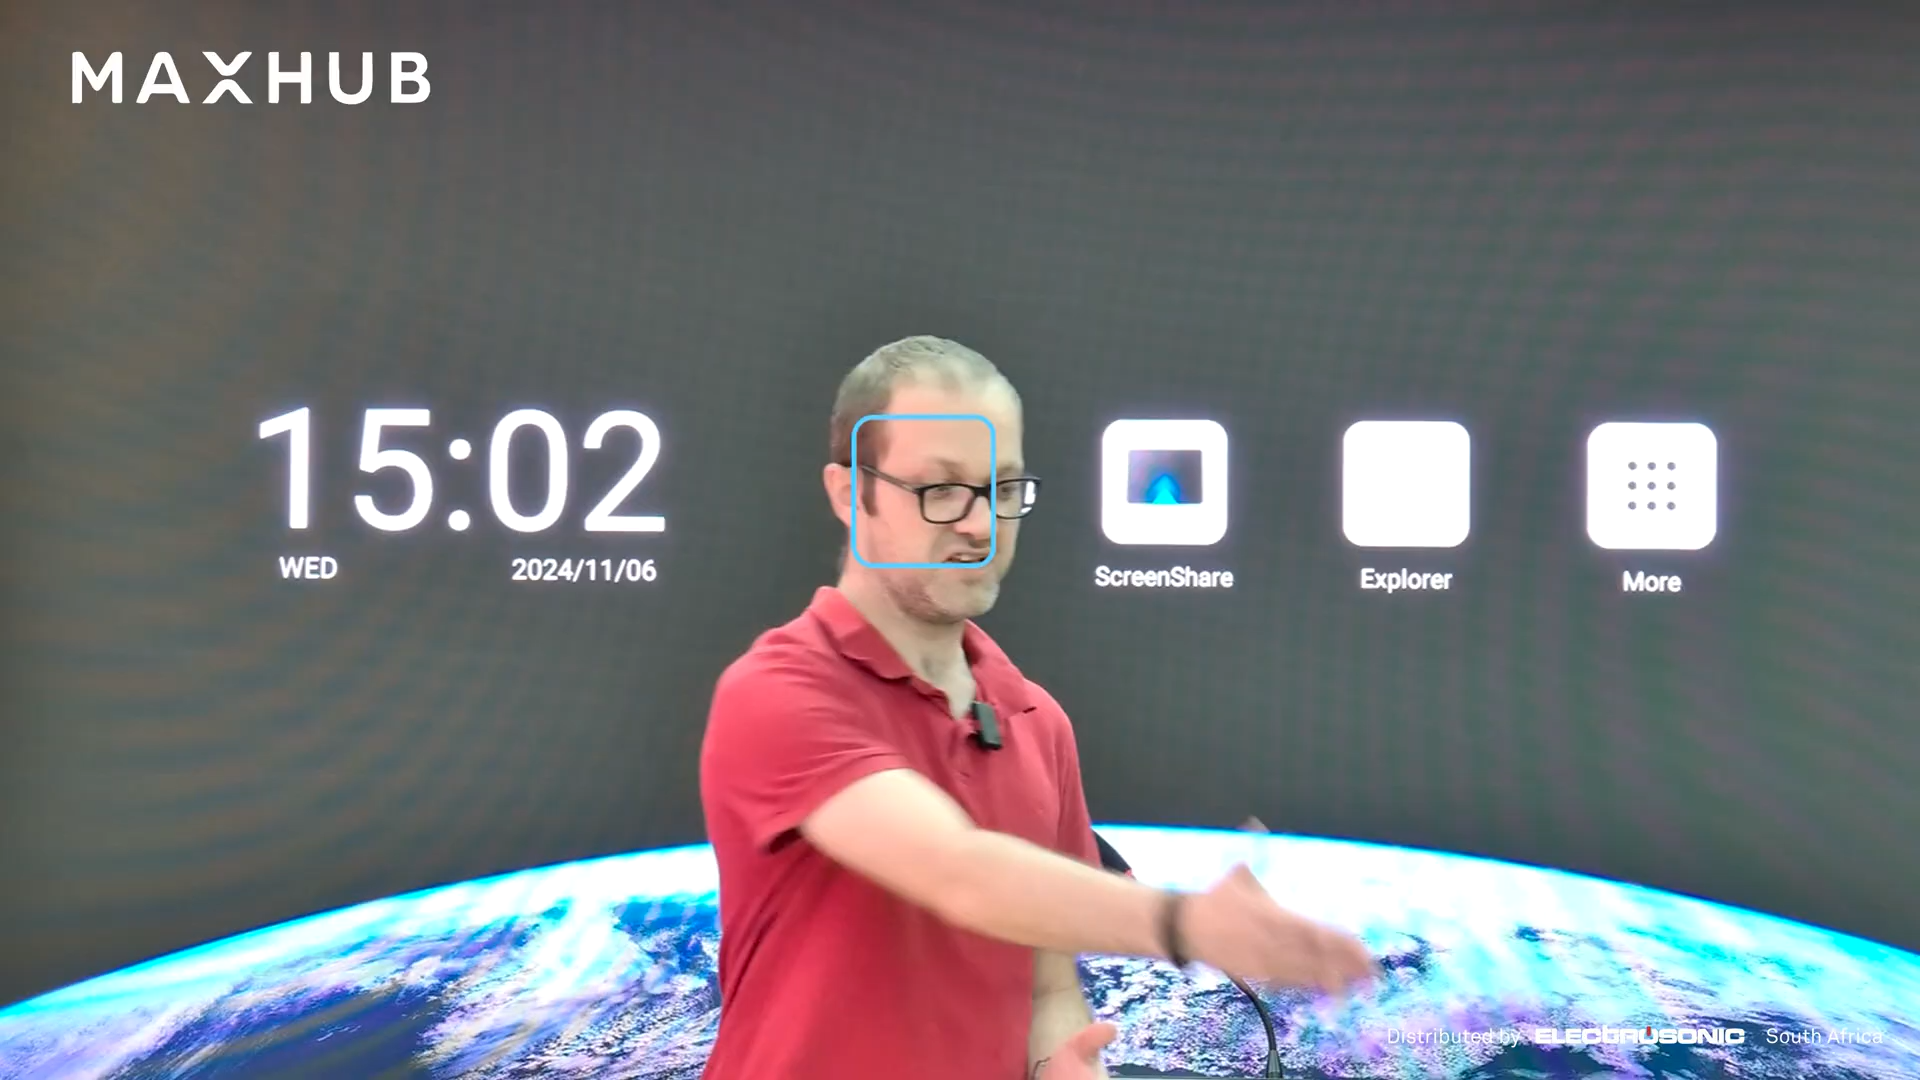 MAXHUB
15:02
WED 2024/11/06
ScreenShare Explorer More
Distributed by ELECTROSONIC South Africa